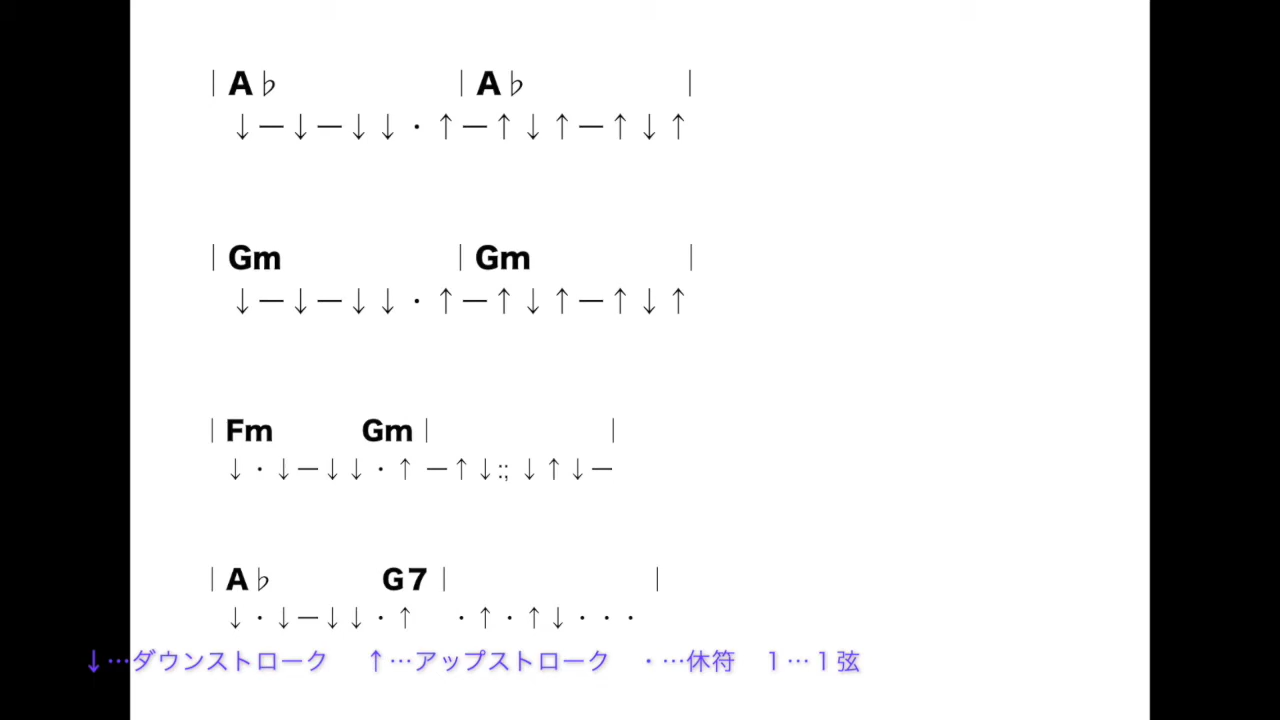 | A♭ | A♭ |
↓ー↓ー↓↓・↑ー↑↓↑ー↑↓↑
| Gm | Gm |
↓ー↓ー↓↓・↑ー↑↓↑ー↑↓↑
| Fm Gm | |
↓・↓ー↓↓・↑ ー↑↓:; ↓↑↓ー
| A♭ G7 | |
↓・↓ー↓↓・↑ ・↑・↑↓・・・
↓…ダウンストローク ↑…アップストローク ・…休符 1…1弦